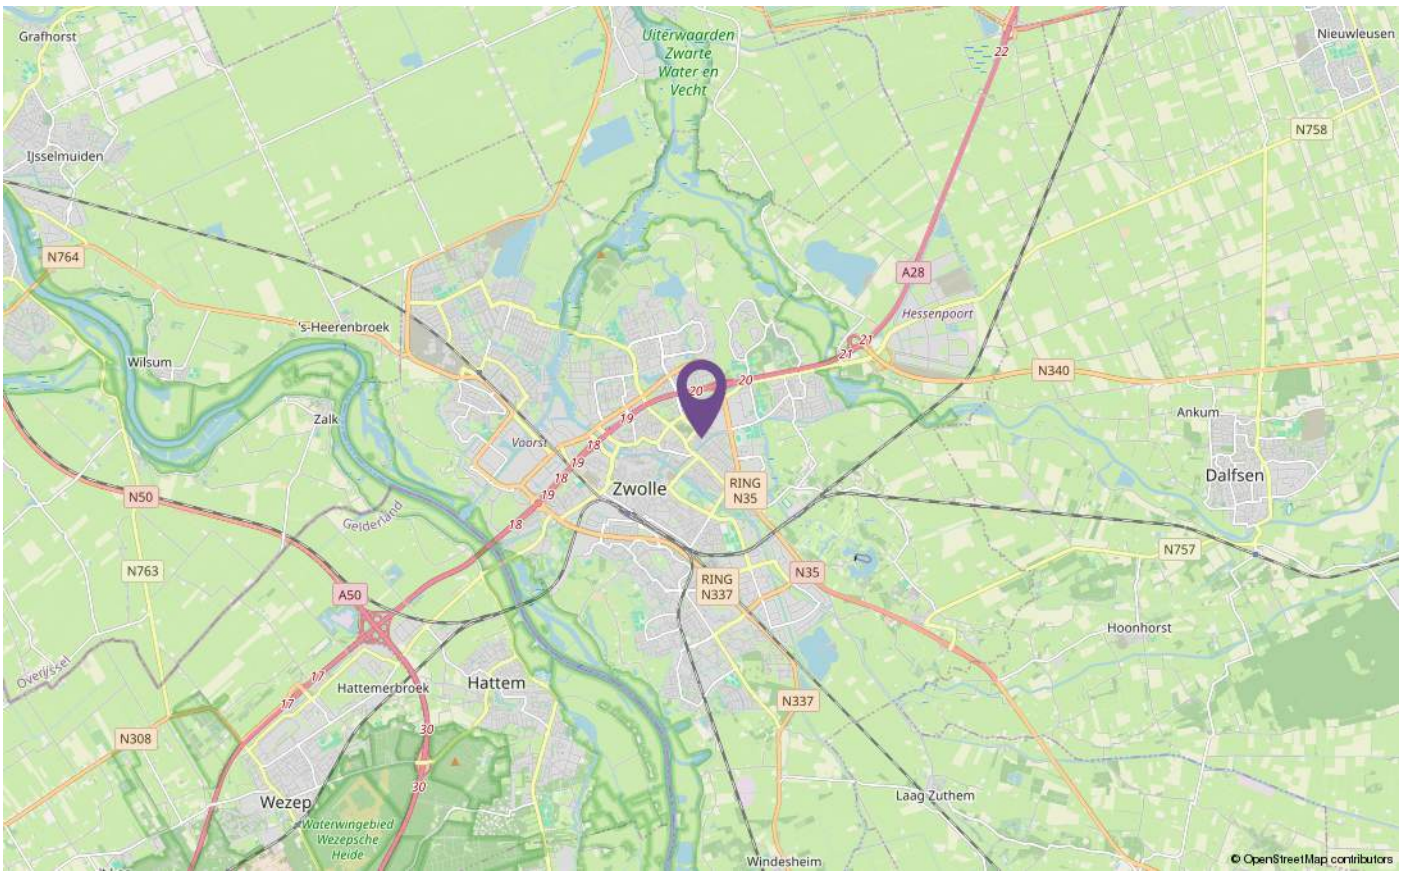 Grafhorst
Uiterwaarden
Zwarte
Water en
Vecht
22
Nieuwleusen
N758
IJsselmuiden
N764
A28
Hessenpoort
's-Heerenbroek
21
21
Wilsum
N340
20
20
Ankum
Zalk
19
Voorst
18
19
18
19
18
Dalfsen
Zwolle
RING
N35
N50
Gelderland
N757
N763
N35
A50
RING
N337
Hoonhorst
Overijssel
17
Hattemerbroek
Hattem
17
N337
30
N308
30
Wezep
Laag Zuthem
Waterwingebied
Wezepsche
Heide
Windesheim
© OpenStreetMap contributors